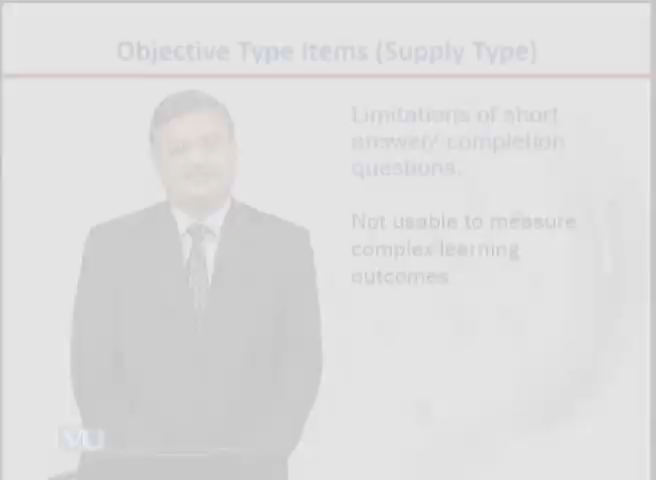 Objective Type Items (Supply Type)
Limitations of short
answer/ completion
questions.
Not usable to measure
complex learning
outcomes
VU